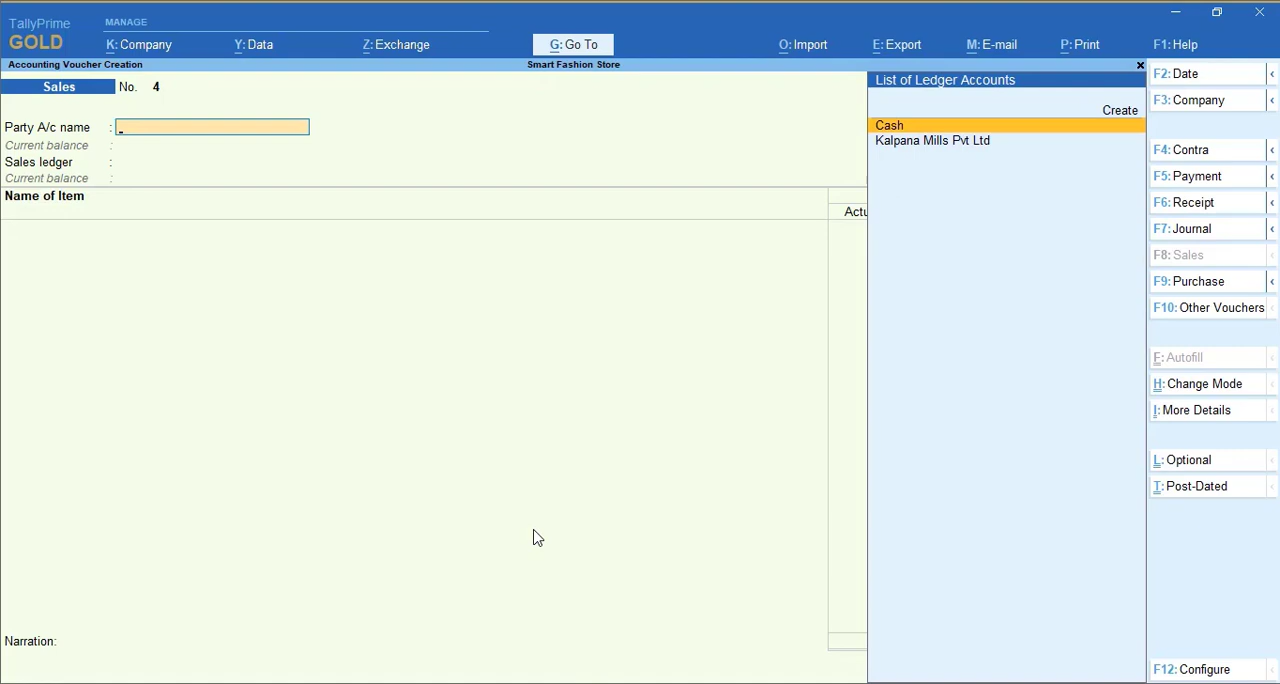 TallyPrime
GOLD
MANAGE
K: Company
Y: Data
Z: Exchange
G: Go To
O: Import
E: Export
M: E-mail
P: Print
F1: Help
Accounting Voucher Creation
Smart Fashion Store
Sales No. 4
Party A/c name :
Current balance :
Sales ledger :
Current balance :
Name of Item
Actu
Narration:
List of Ledger Accounts
Create
Cash
Kalpana Mills Pvt Ltd
F2: Date
F3: Company
F4: Contra
F5: Payment
F6: Receipt
F7: Journal
F8: Sales
F9: Purchase
F10: Other Vouchers
F: Autofill
H: Change Mode
I: More Details
L: Optional
T: Post-Dated
F12: Configure